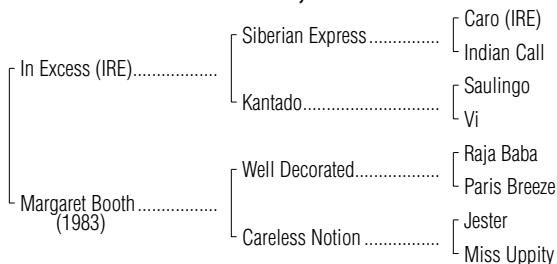 Caro (IRE)
Siberian Express
Indian Call
In Excess (IRE)
Saulingo
Kantado
Vi
Raja Baba
Well Decorated
Paris Breeze
Margaret Booth
(1983)
Jester
Careless Notion
Miss Uppity